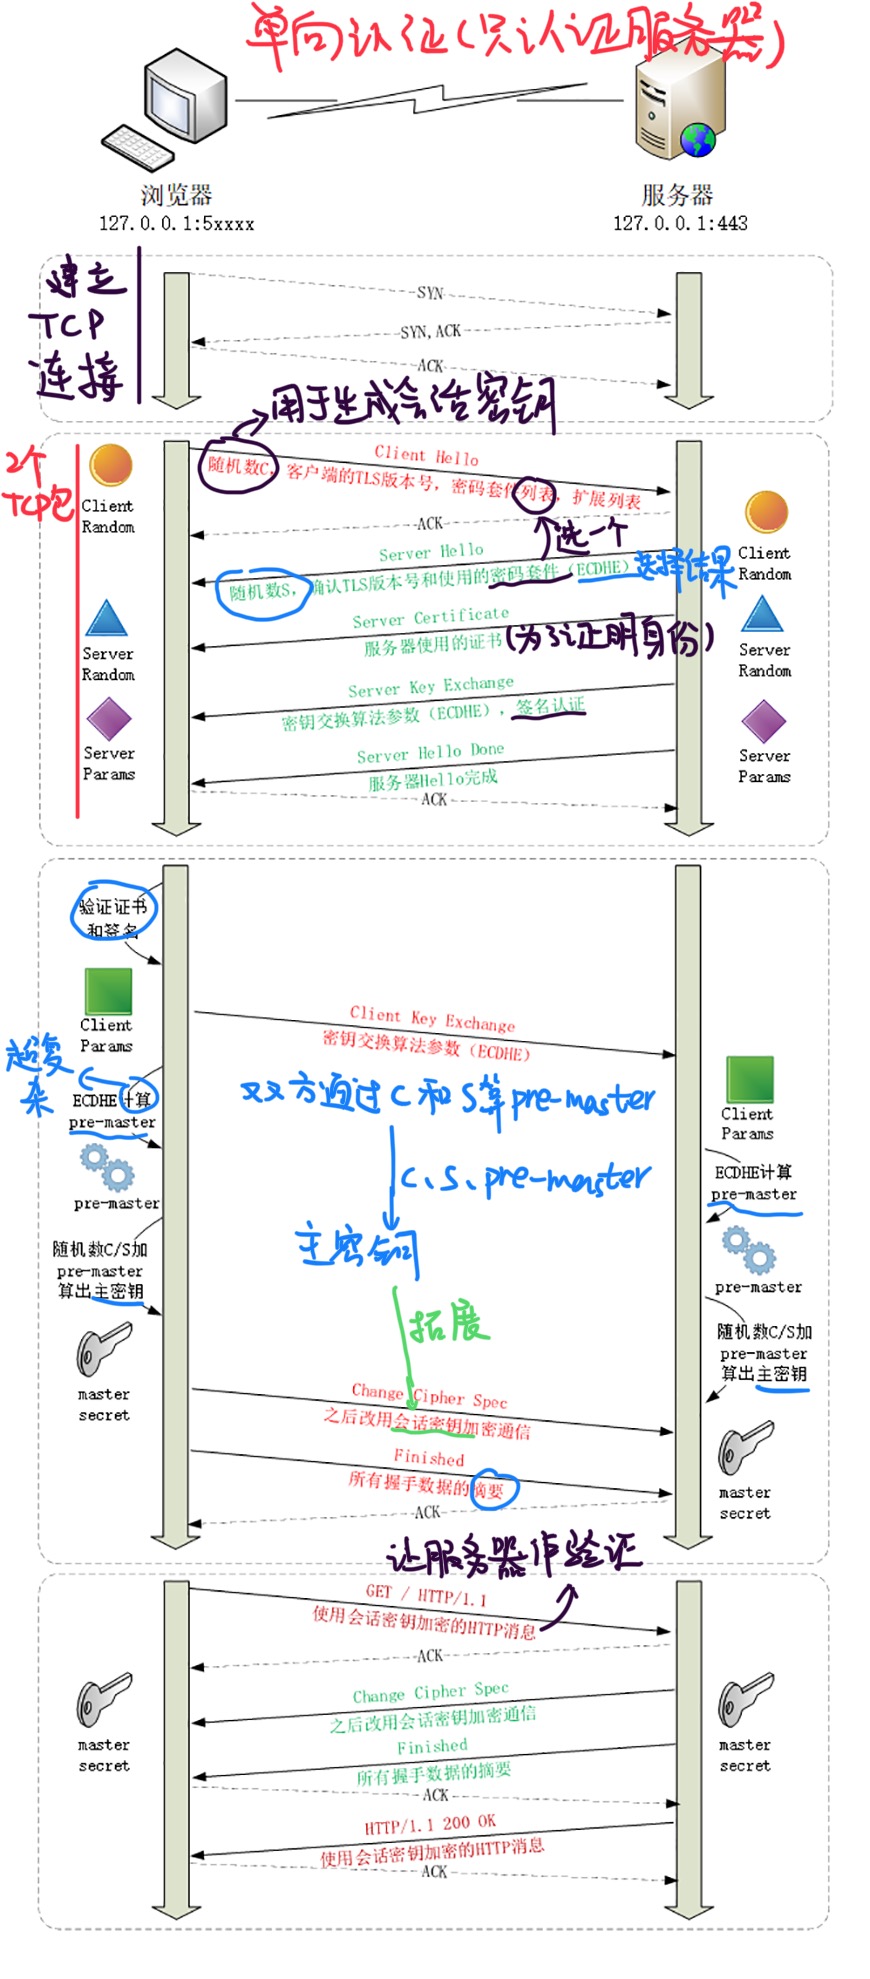 单向认证(只认证服务器)
浏览器
127.0.0.1:5xxxx
服务器
127.0.0.1:443
建立
TCP
连接
SYN
SYN,ACK
ACK
用于生成会话密钥
2个
TCP包
Client
Random
Client Hello
随机数C，客户端的TLS版本号，密码套件列表，扩展列表
ACK
选一个
Client
Random
Server Hello
随机数S，确认TLS版本号和使用的密码套件（ECDHE）
选择结果
Server Certificate
服务器使用的证书
(为了证明身份)
Server
Random
Server
Random
Server Key Exchange
密钥交换算法参数（ECDHE），签名认证
Server
Params
Server
Params
Server Hello Done
服务器Hello完成
ACK
验证证书
和签名
Client
Params
Client Key Exchange
密钥交换算法参数（ECDHE）
超复
杂
ECDHE计算
pre-master
双方通过C和S算pre-master
Client
Params
C、S、pre-master
ECDHE计算
pre-master
pre-master
主密钥
随机数C/S加
pre-master
算出主密钥
pre-master
拓展
随机数C/S加
pre-master
算出主密钥
master
secret
Change Cipher Spec
之后改用会话密钥加密通信
Finished
所有握手数据的摘要
ACK
master
secret
让服务器作验证
GET / HTTP/1.1
使用会话密钥加密的HTTP消息
ACK
Change Cipher Spec
之后改用会话密钥加密通信
master
secret
master
secret
Finished
所有握手数据的摘要
ACK
HTTP/1.1 200 OK
使用会话密钥加密的HTTP消息
ACK